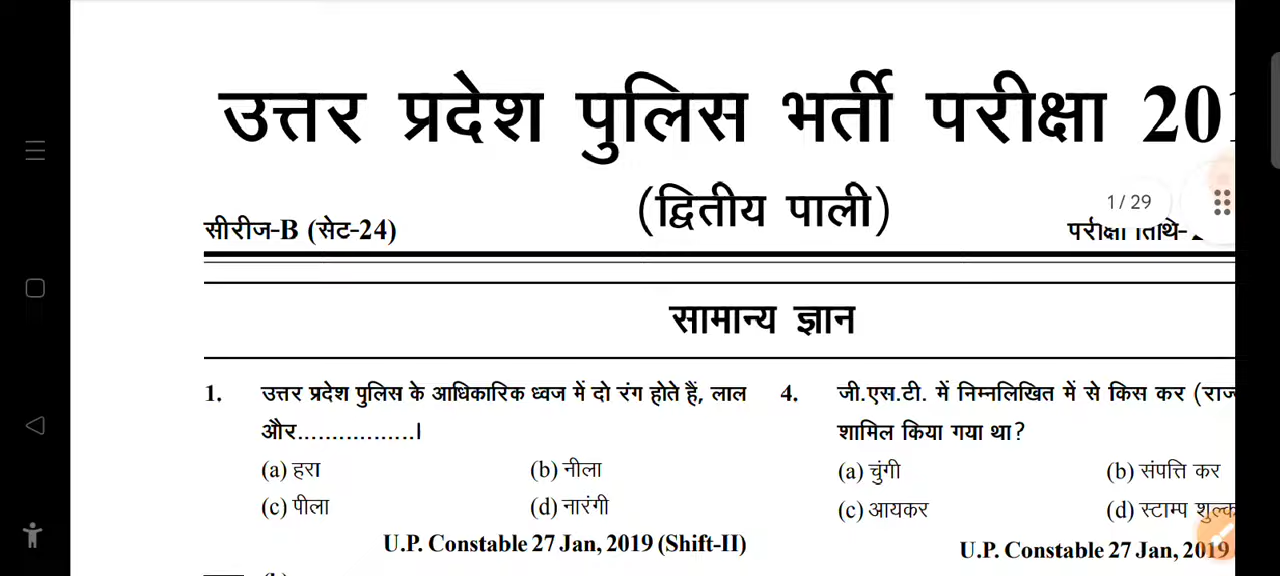 उत्तर प्रदेश पुलिस भर्ती परीक्षा
(द्वितीय पाली)
1 / 29
सीरीज-B (सेट-24)
सामान्य ज्ञान
1. उत्तर प्रदेश पुलिस के आधिकारिक ध्वज में दो रंग होते हैं, लाल
और.................।
(a) हरा (b) नीला
(c) पीला (d) नारंगी
U.P. Constable 27 Jan, 2019 (Shift-II)
4. जी.एस.टी. में निम्नलिखित में से किस कर
शामिल किया गया था?
(a) चुंगी (b) संपत्ति कर
(c) आयकर (d) स्टाम्प शुल्क
U.P. Constable 27 Jan, 2019